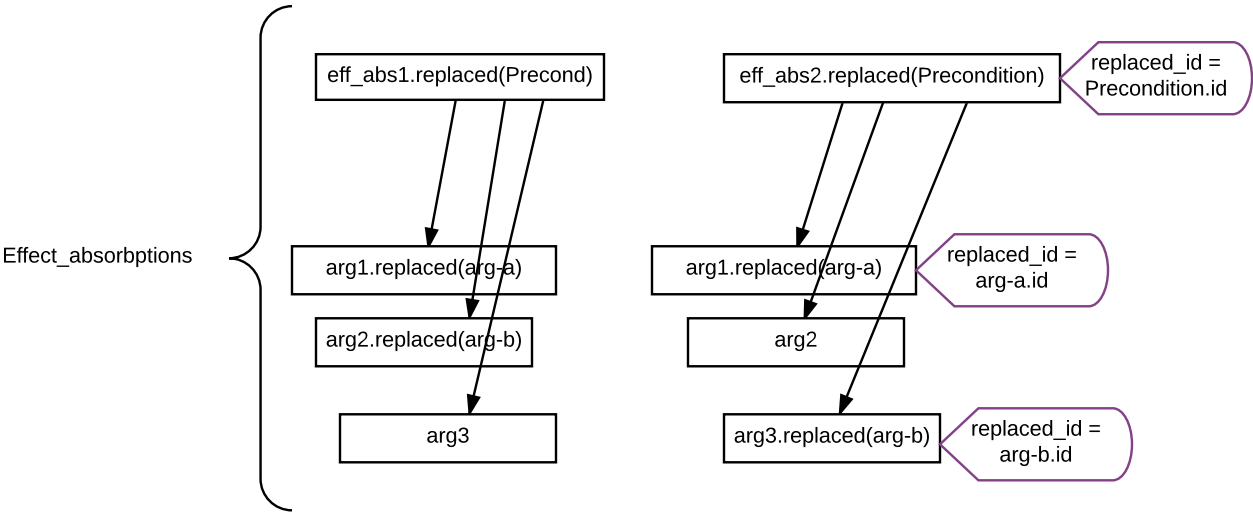 eff_abs1.replaced(Precond)
eff_abs2.replaced(Precondition)
replaced_id =
Precondition.id
Effect_absorbptions
arg1.replaced(arg-a)
arg1.replaced(arg-a)
replaced_id =
arg-a.id
arg2.replaced(arg-b)
arg2
arg3
arg3.replaced(arg-b)
replaced_id =
arg-b.id